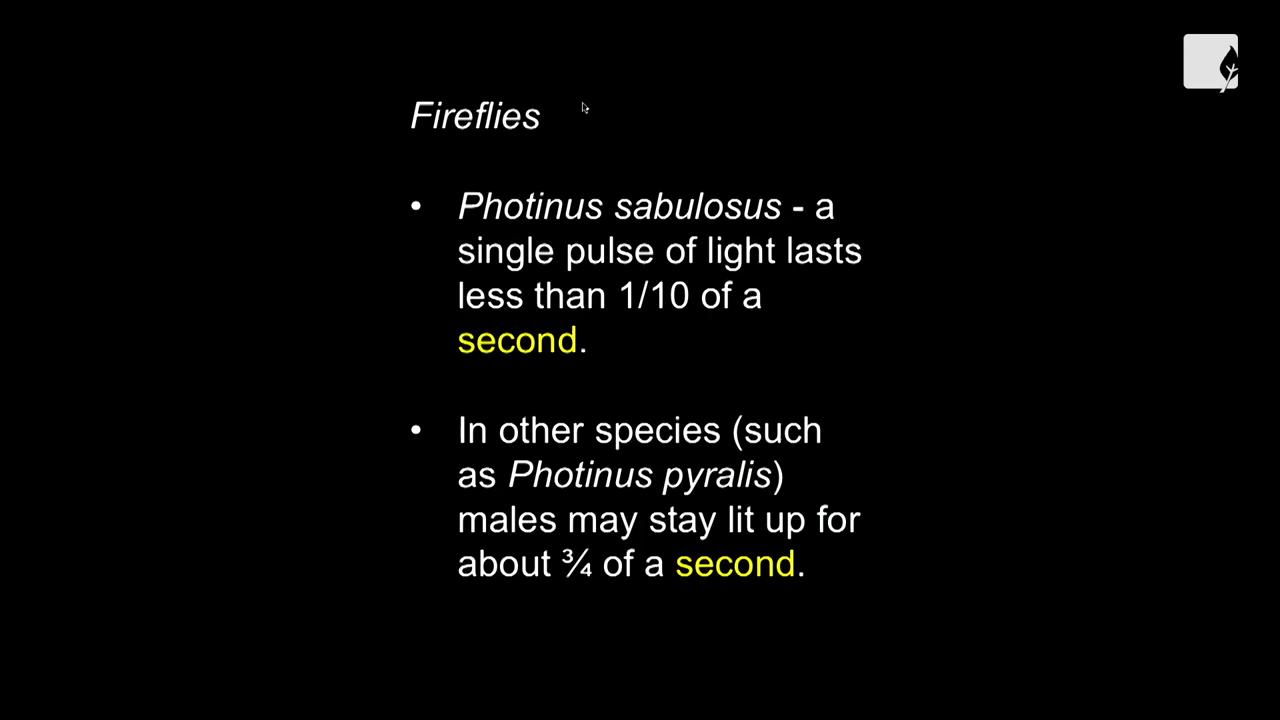 Fireflies
• Photinus sabulosus - a
single pulse of light lasts
less than 1/10 of a
second.
• In other species (such
as Photinus pyralis)
males may stay lit up for
about ¾ of a second.